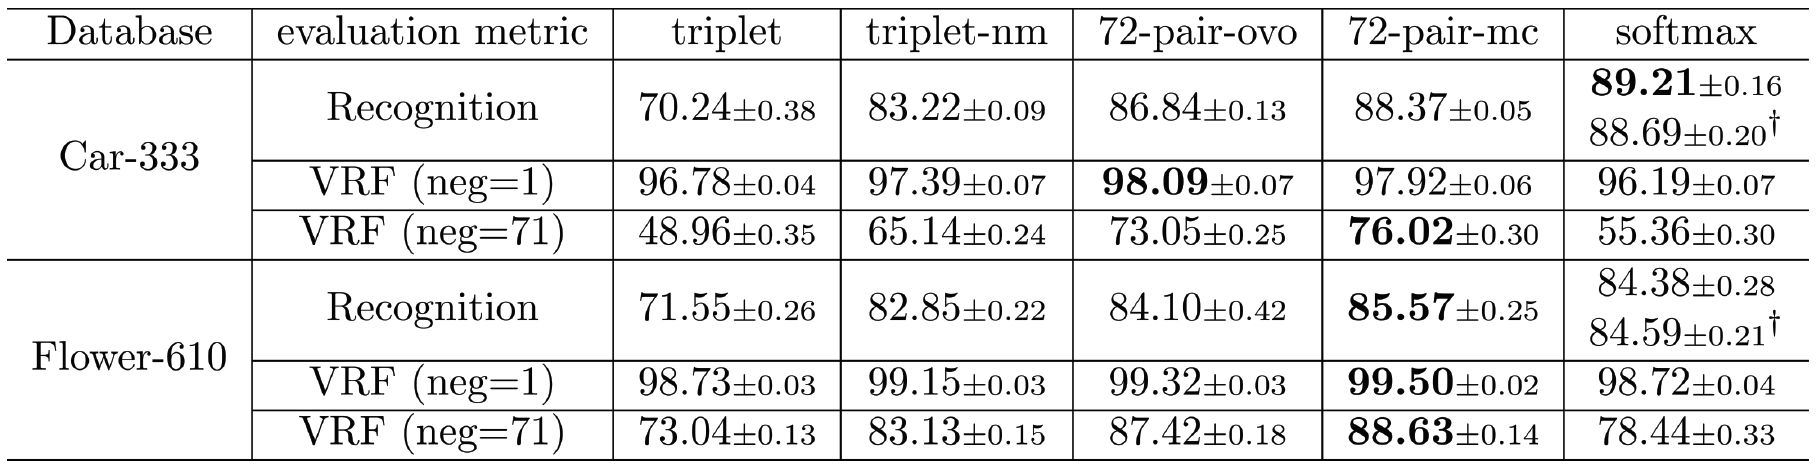 Database evaluation metric triplet triplet-nm 72-pair-ovo 72-pair-mc softmax
Car-333 Recognition 70.24±0.38 83.22±0.09 86.84±0.13 88.37±0.05 89.21±0.16
88.69±0.20†
VRF (neg=1) 96.78±0.04 97.39±0.07 98.09±0.07 97.92±0.06 96.19±0.07
VRF (neg=71) 48.96±0.35 65.14±0.24 73.05±0.25 76.02±0.30 55.36±0.30
Flower-610 Recognition 71.55±0.26 82.85±0.22 84.10±0.42 85.57±0.25 84.38±0.28
84.59±0.21†
VRF (neg=1) 98.73±0.03 99.15±0.03 99.32±0.03 99.50±0.02 98.72±0.04
VRF (neg=71) 73.04±0.13 83.13±0.15 87.42±0.18 88.63±0.14 78.44±0.33